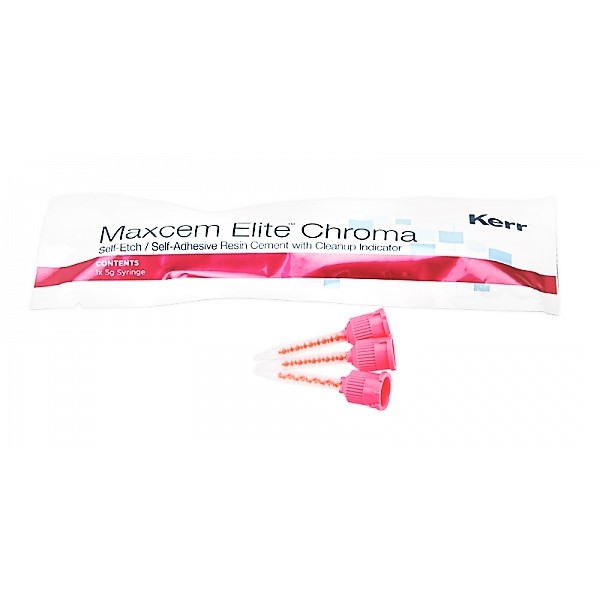 Maxcem Elite™ Chroma
Kerr
Self-Etch / Self-Adhesive Resin Cement with Cleanup Indicator
CONTENTS
1x 5g Syringe